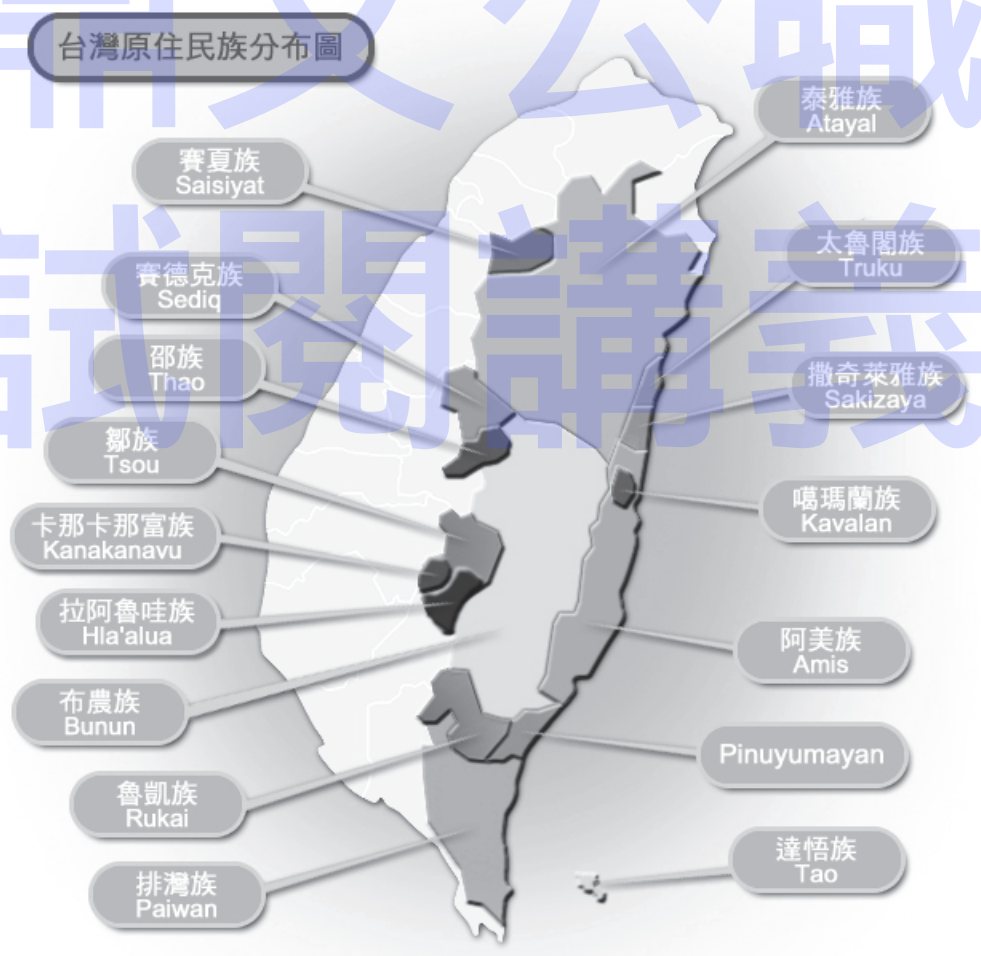 台灣原住民族分布圖
泰雅族
Atayal
賽夏族
Saisiyat
太魯閣族
Truku
賽德克族
Sediq
邵族
Thao
撒奇萊雅族
Sakizaya
鄒族
Tsou
噶瑪蘭族
Kavalan
卡那卡那富族
Kanakanavu
拉阿魯哇族
Hla'alua
阿美族
Amis
布農族
Bunun
Pinuyumayan
魯凱族
Rukai
達悟族
Tao
排灣族
Paiwan
試閱講義